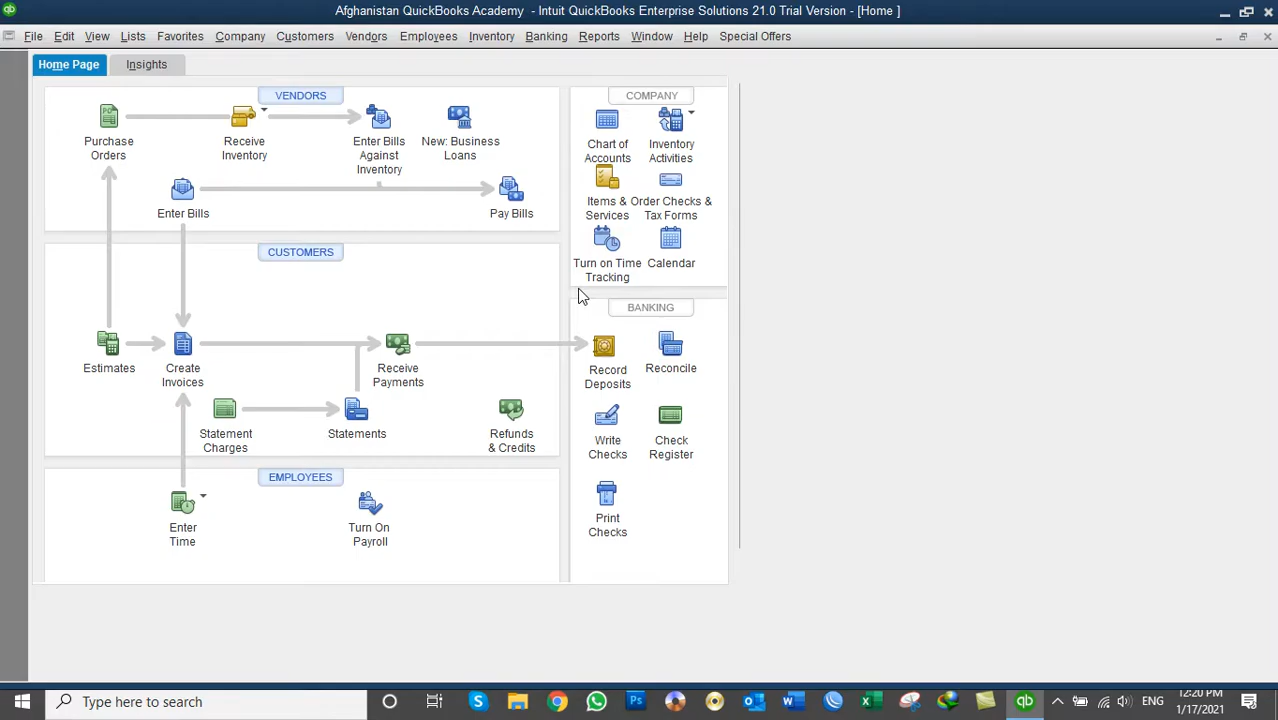 Afghanistan QuickBooks Academy - Intuit QuickBooks Enterprise Solutions 21.0 Trial Version - [Home ]
File Edit View Lists Favorites Company Customers Vendors Employees Inventory Banking Reports Window Help Special Offers
Home Page
Insights
VENDORS
Purchase
Orders
Receive
Inventory
Enter Bills
Against
Inventory
New: Business
Loans
Enter Bills
Pay Bills
CUSTOMERS
Estimates
Create
Invoices
Receive
Payments
Statement
Charges
Statements
Refunds
& Credits
EMPLOYEES
Enter
Time
Turn On
Payroll
COMPANY
Chart of
Accounts
Inventory
Activities
Items &
Services
Order Checks &
Tax Forms
Turn on Time
Tracking
Calendar
BANKING
Record
Deposits
Reconcile
Write
Checks
Check
Register
Print
Checks
Type here to search
ENG
12:20 PM
1/17/2021